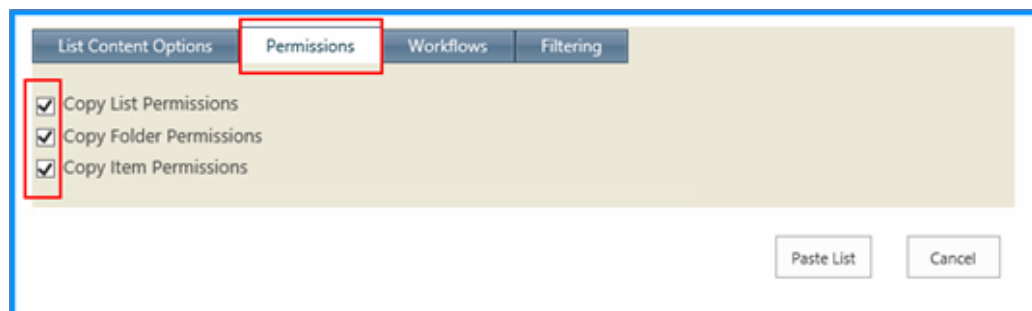 List Content Options Permissions Workflows Filtering
Copy List Permissions
Copy Folder Permissions
Copy Item Permissions
Paste List Cancel